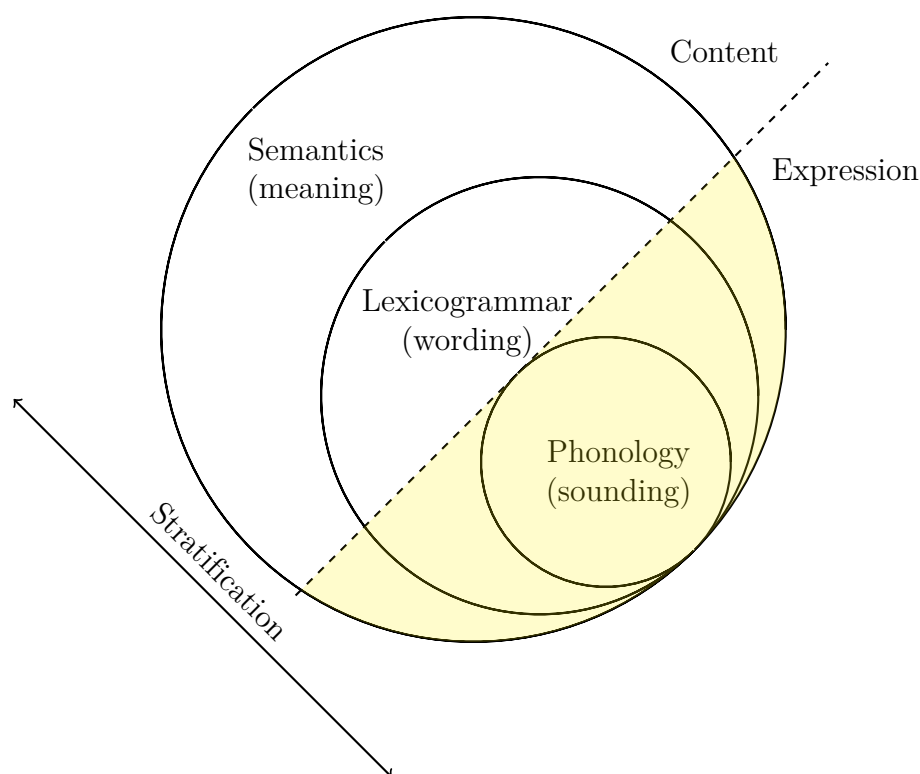 Content
Semantics
(meaning)
Expression
Lexicogrammar
(wording)
Phonology
(sounding)
Stratification